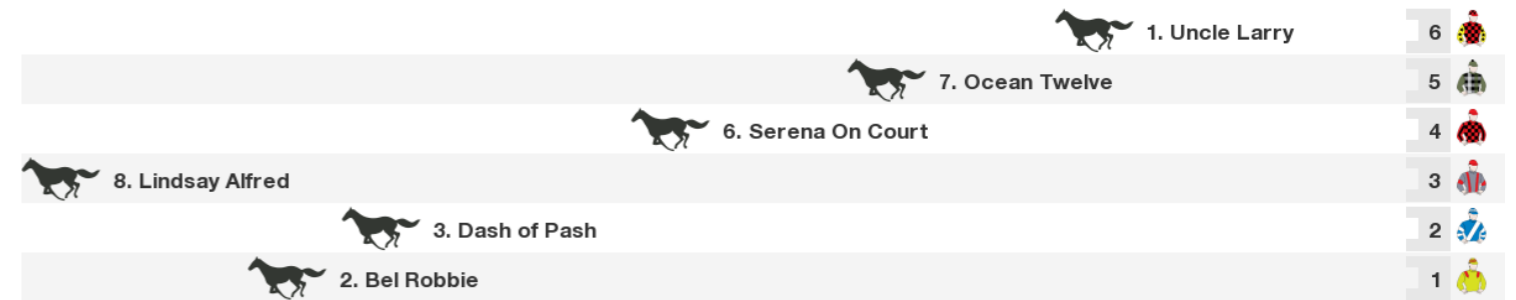 1. Uncle Larry 6
7. Ocean Twelve 5
6. Serena On Court 4
8. Lindsay Alfred 3
3. Dash of Pash 2
2. Bel Robbie 1